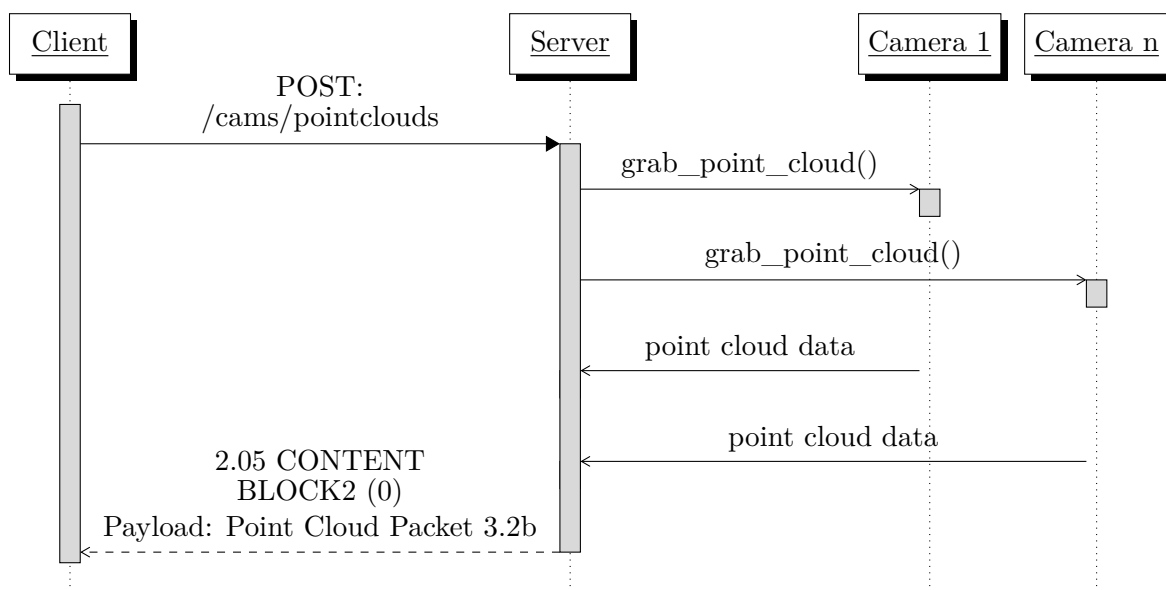 Client
Server
Camera 1
Camera n
POST:
/cams/pointclouds
grab_point_cloud()
grab_point_cloud()
point cloud data
point cloud data
2.05 CONTENT
BLOCK2 (0)
Payload: Point Cloud Packet 3.2b